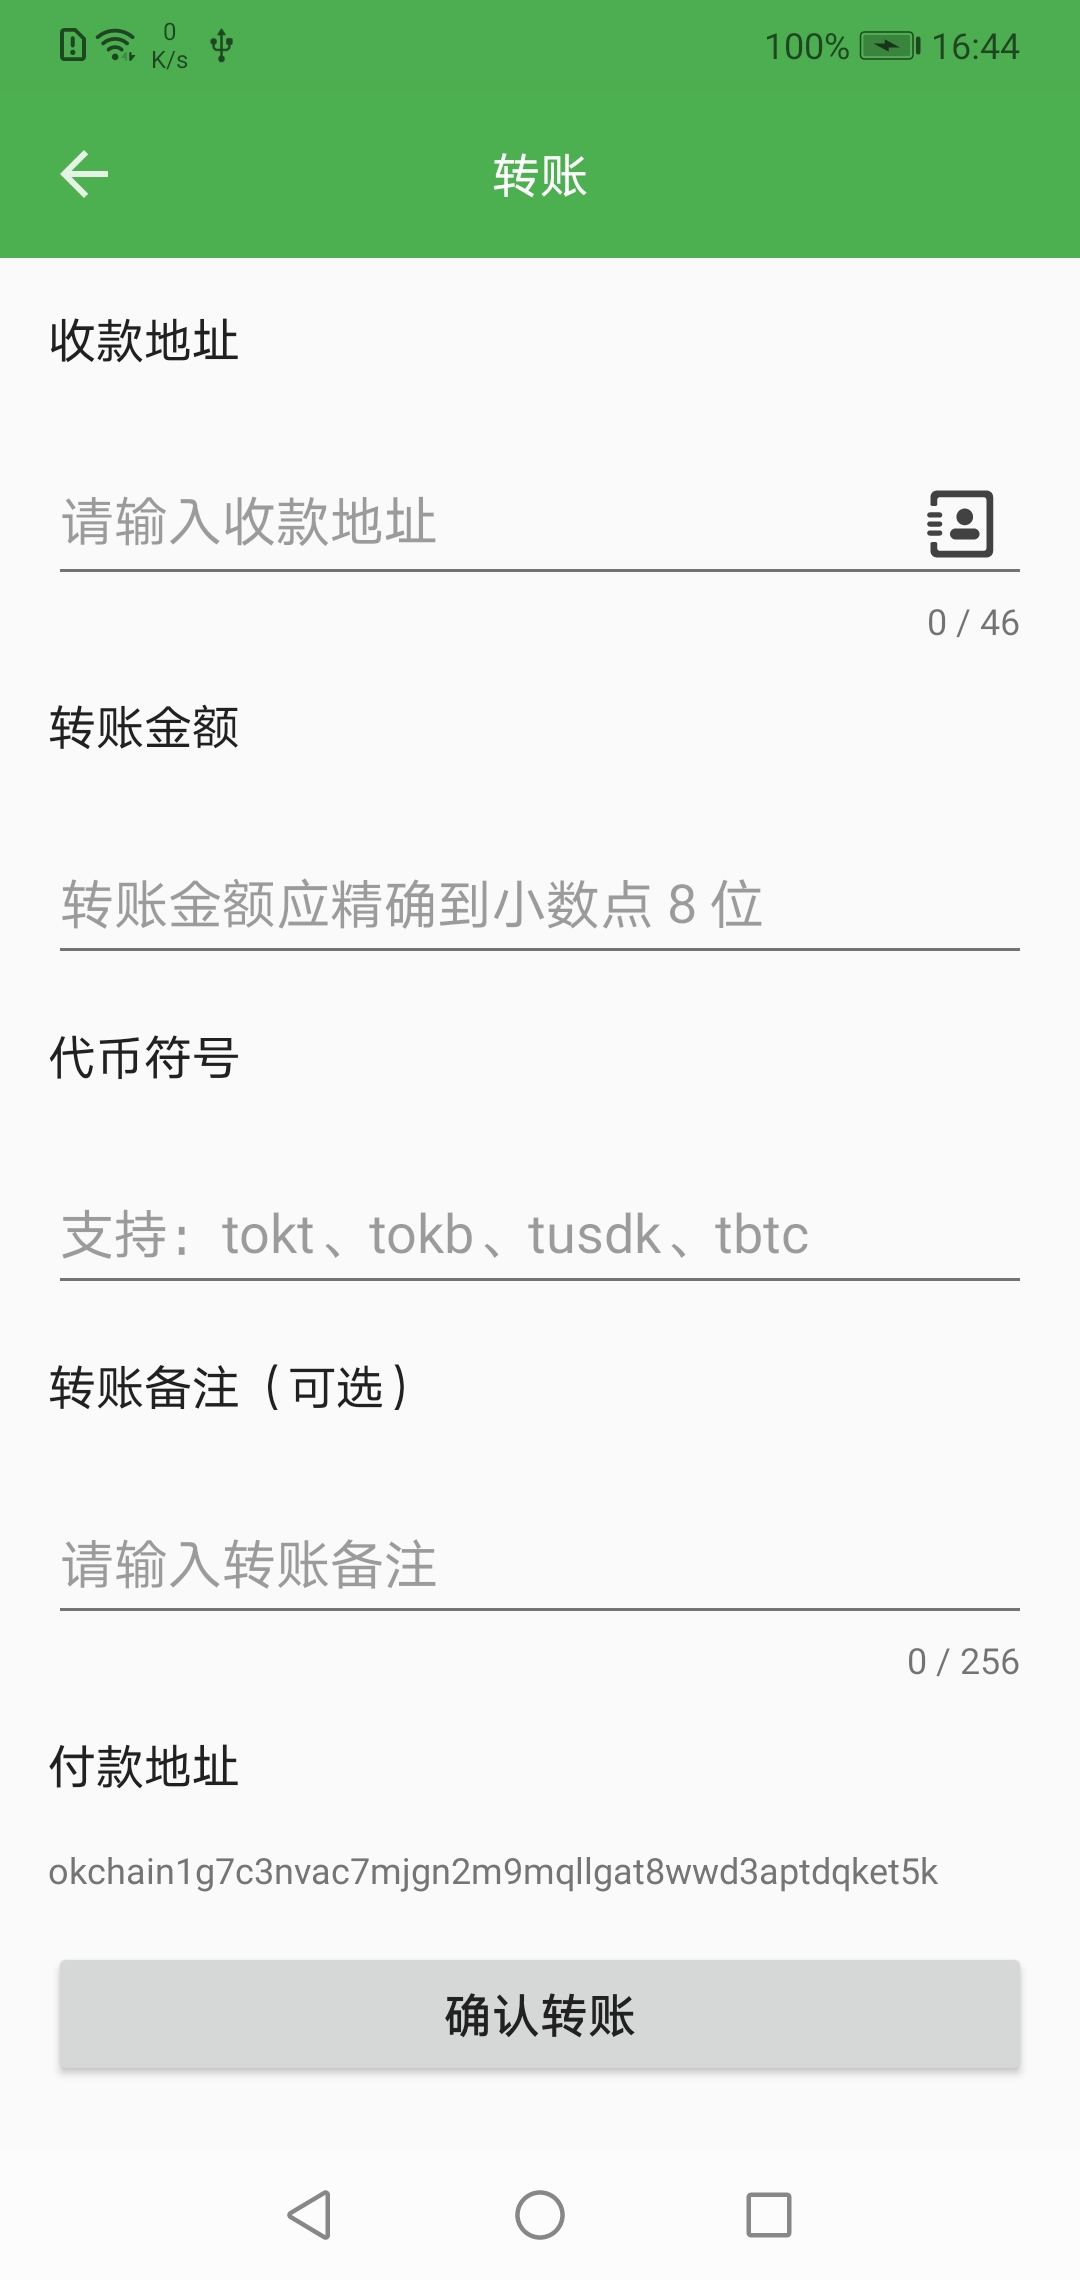 0
K/s
100%
16:44
转账
收款地址
请输入收款地址
0 / 46
转账金额
转账金额应精确到小数点 8 位
代币符号
支持：tokt、tokb、tusdk、tbtc
转账备注（可选）
请输入转账备注
0 / 256
付款地址
okchain1g7c3nvac7mjgn2m9mqllgat8wwd3aptdqket5k
确认转账